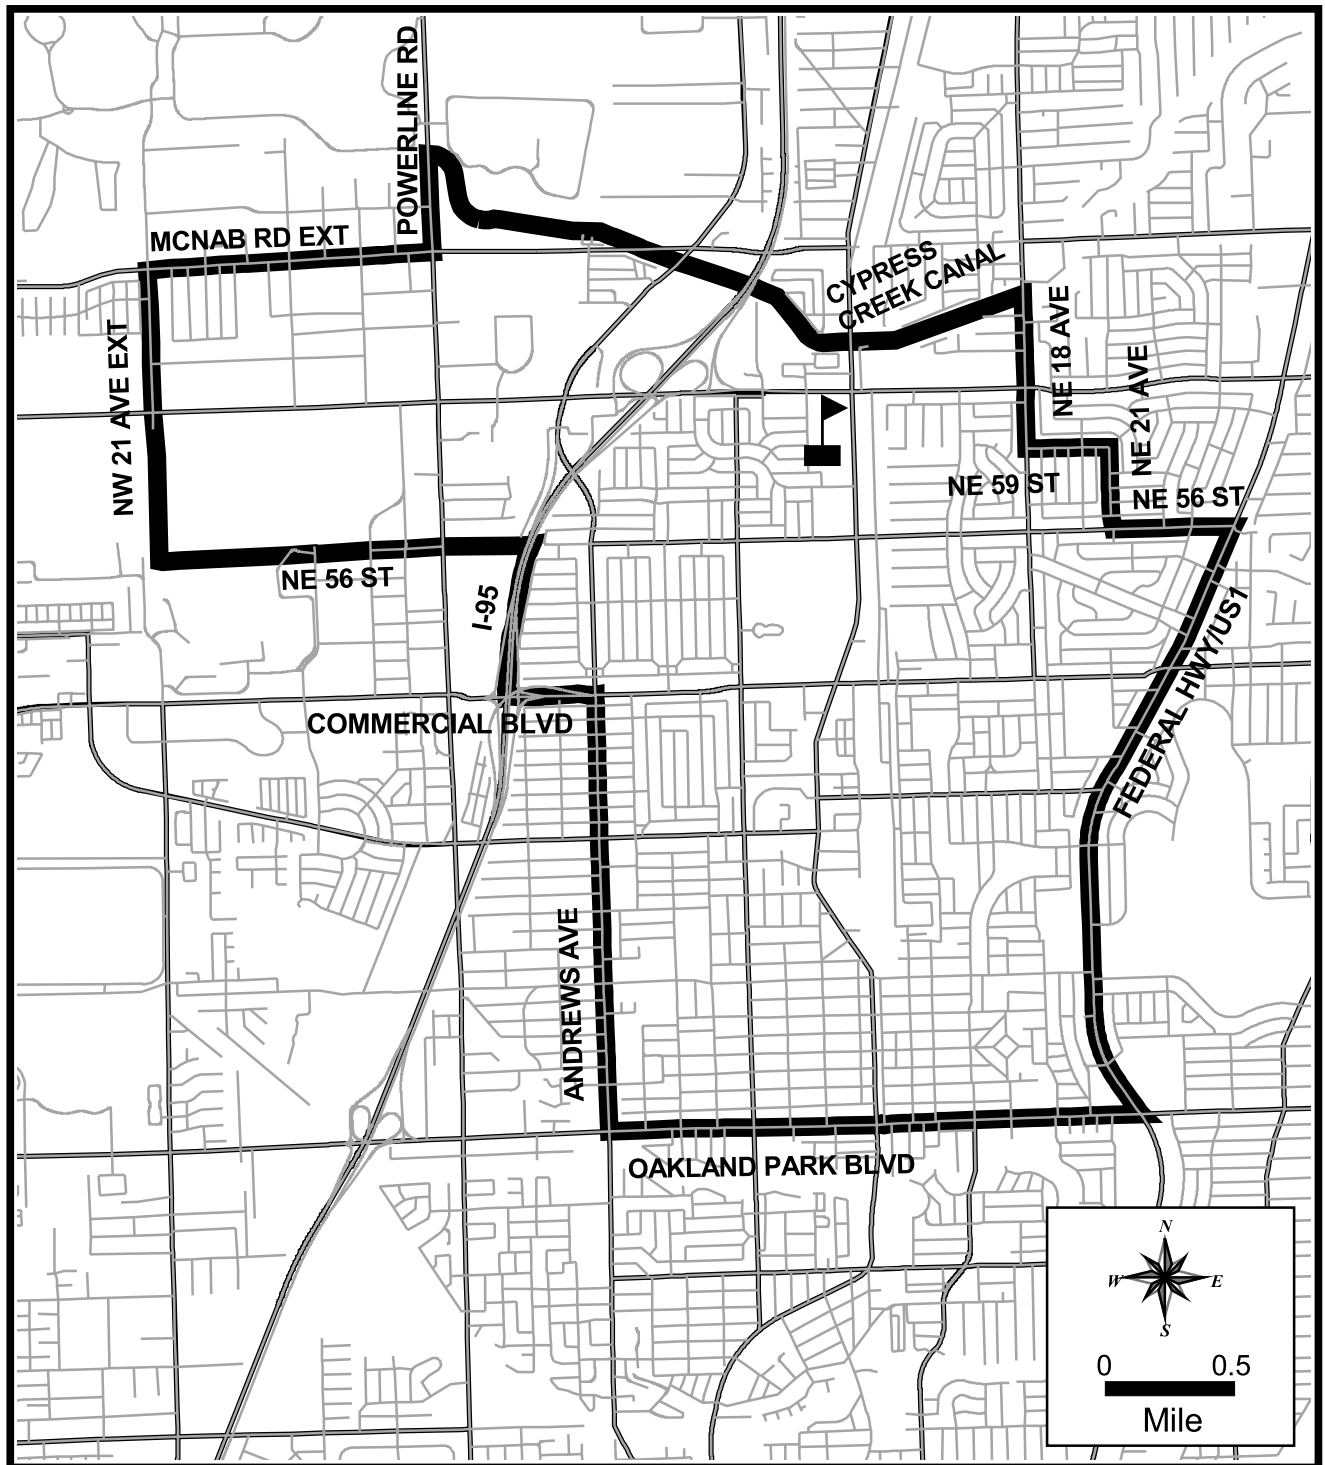 POWERLINE RD
MCNAB RD EXT
CYPRESS
CREEK CANAL
NE 18 AVE
NW 21 AVE EXT
NE 21 AVE
NE 59 ST
NE 56 ST
NE 56 ST
I-95
FEDERAL HWY/US1
COMMERCIAL BLVD
ANDREWS AVE
OAKLAND PARK BLVD
N
W E
S
0 0.5
Mile